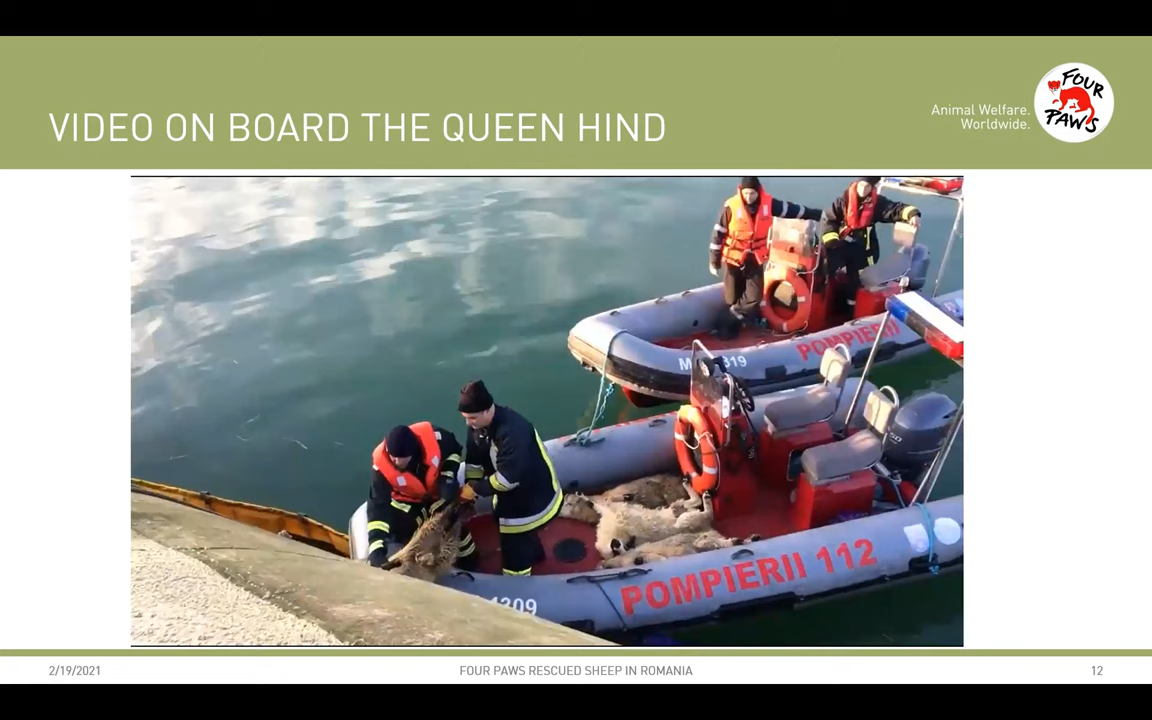 VIDEO ON BOARD THE QUEEN HIND
Animal Welfare.
Worldwide.
FOUR
PAWS
POMPIERII
319
POMPIERII 112
1309
2/19/2021
FOUR PAWS RESCUED SHEEP IN ROMANIA
12